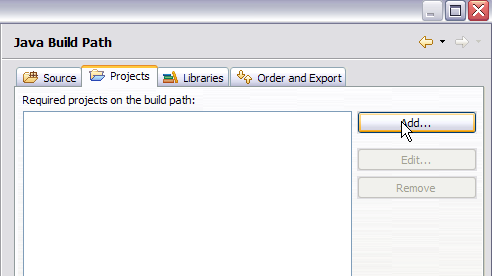 Java Build Path
Source Projects Libraries Order and Export
Required projects on the build path:
Add...
Edit...
Remove